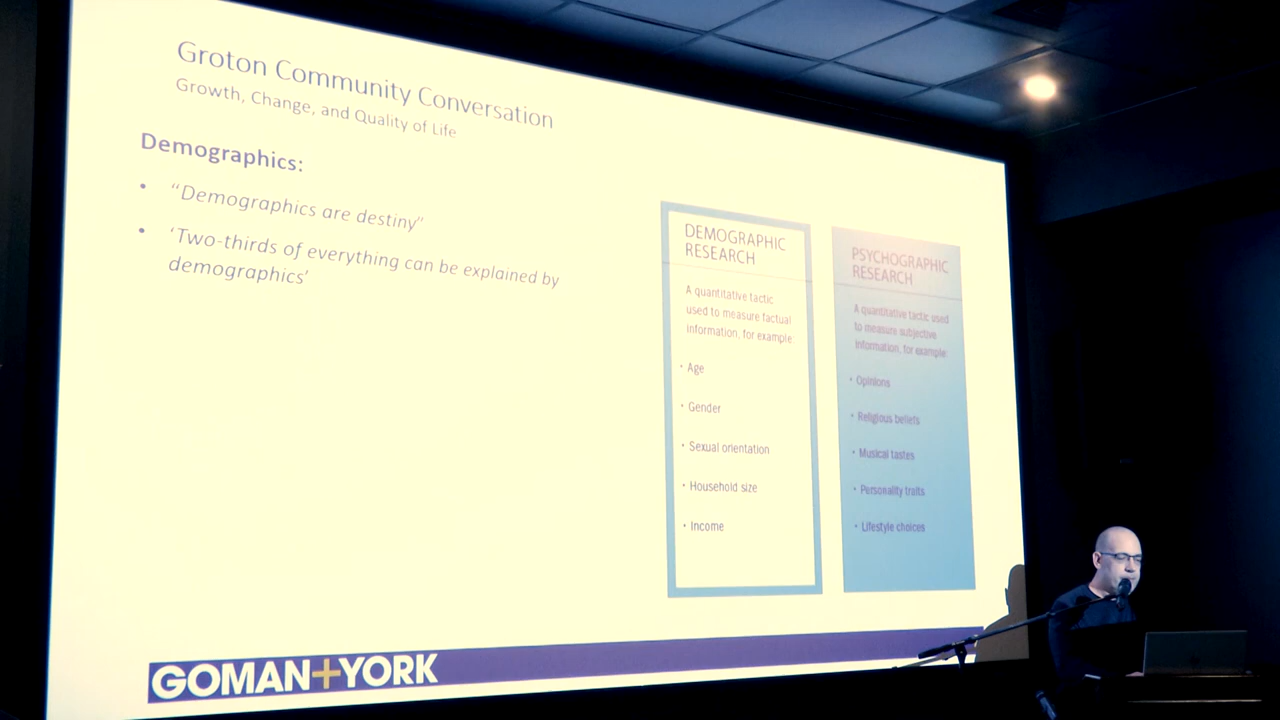 Groton Community Conversation
Growth, Change, and Quality of Life
Demographics:
• "Demographics are destiny"
• 'Two-thirds of everything can be explained by
demographics'
DEMOGRAPHIC
RESEARCH
A quantitative tactic
used to measure factual
information, for example:
• Age
• Gender
• Sexual orientation
• Household size
• Income
PSYCHOGRAPHIC
RESEARCH
A quantitative tactic used
to measure subjective
information, for example:
• Opinions
• Religious beliefs
• Musical tastes
• Personality traits
• Lifestyle choices
GOMAN+YORK